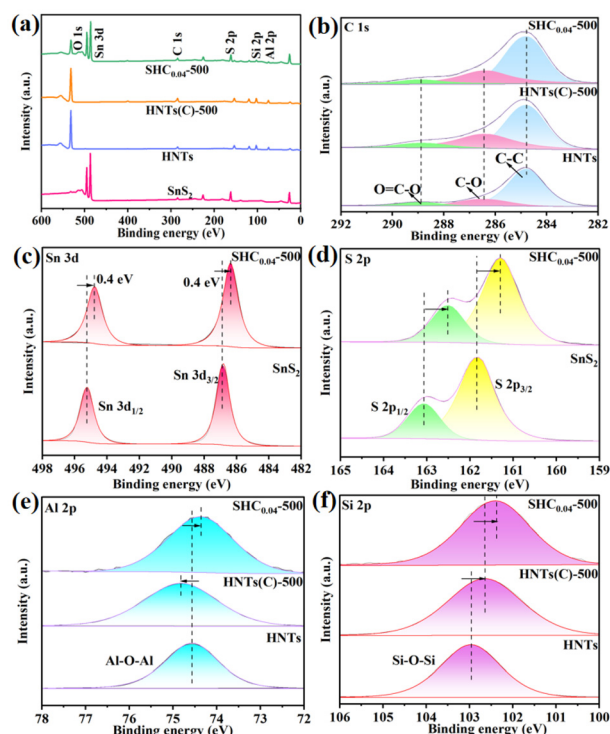 (a)
O 1s
Sn 3d
C 1s
S 2p
Si 2p
Al 2p
SHC0.04-500
HNTs(C)-500
HNTs
SnS2
Intensity (a.u.)
600 500 400 300 200 100 0
Binding energy (eV)
(b)
C 1s
SHC0.04-500
HNTs(C)-500
HNTs
C-C
C-O
O=C-O
Intensity (a.u.)
292 290 288 286 284 282
Binding energy (eV)
(c)
Sn 3d
SHC0.04-500
0.4 eV
0.4 eV
SnS2
Sn 3d3/2
Sn 3d1/2
Intensity (a.u.)
498 496 494 492 490 488 486 484 482
Binding energy (eV)
(d)
S 2p
SHC0.04-500
SnS2
S 2p3/2
S 2p1/2
Intensity (a.u.)
165 164 163 162 161 160 159
Binding energy (eV)
(e)
Al 2p
SHC0.04-500
HNTs(C)-500
HNTs
Al-O-Al
Intensity (a.u.)
78 77 76 75 74 73 72
Binding energy (eV)
(f)
Si 2p
SHC0.04-500
HNTs(C)-500
HNTs
Si-O-Si
Intensity (a.u.)
106 105 104 103 102 101 100
Binding energy (eV)